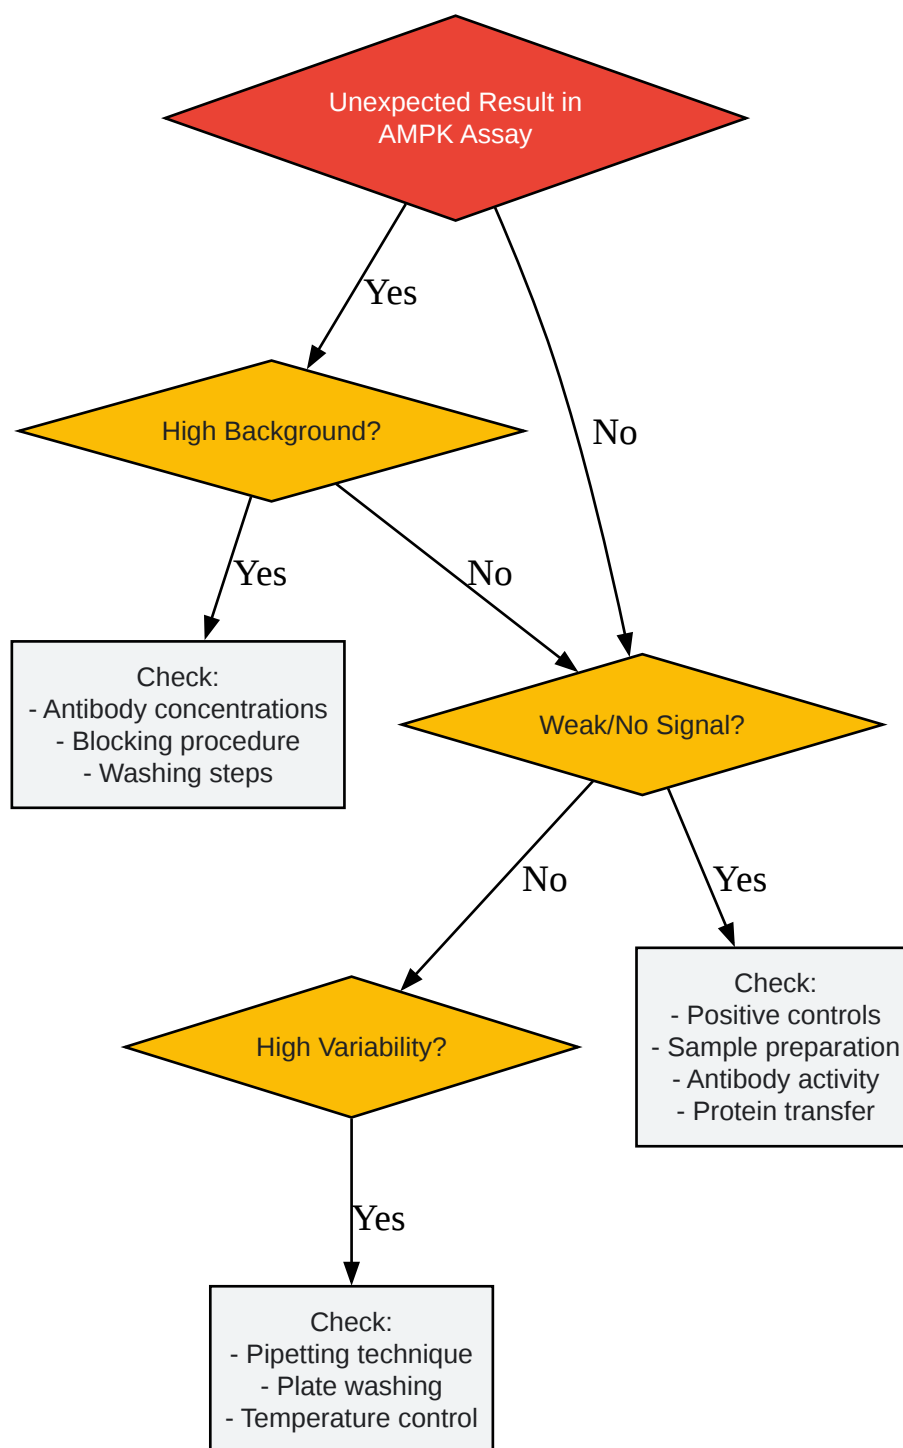 Unexpected Result in
AMPK Assay
Yes
High Background?
No
Yes
No
Check:
- Antibody concentrations
- Blocking procedure
- Washing steps
Weak/No Signal?
No
Yes
High Variability?
Check:
- Positive controls
- Sample preparation
- Antibody activity
- Protein transfer
Yes
Check:
- Pipetting technique
- Plate washing
- Temperature control